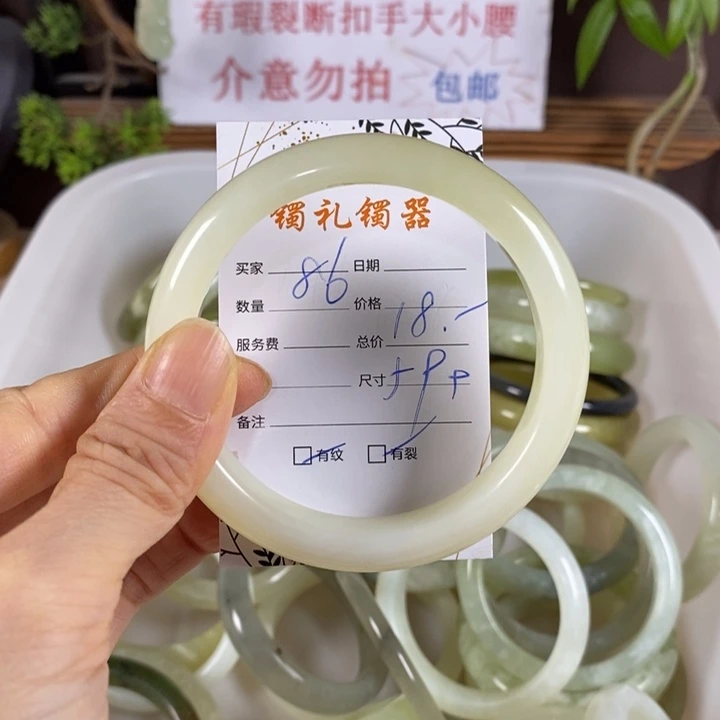 有瑕裂断扣手大小腰
介意勿拍 包邮
镯礼镯器
买家 86 日期
数量 价格 18.-
服务费 总价
尺寸
备注
有纹 有裂